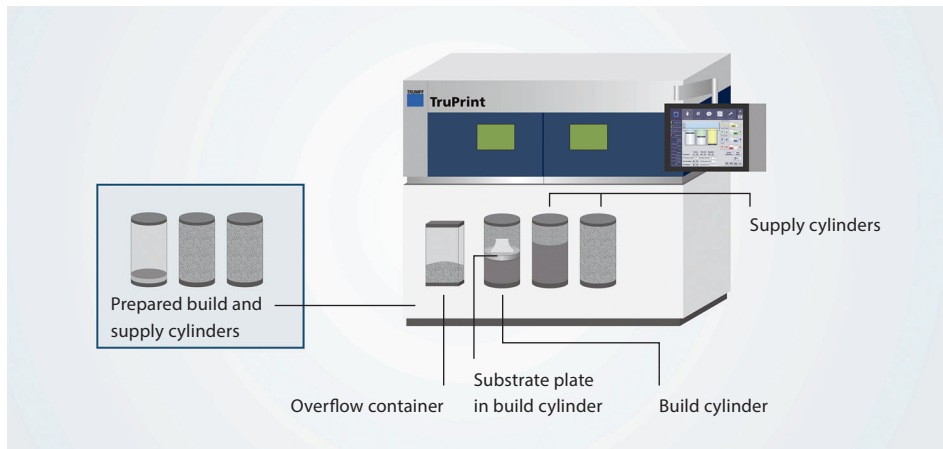 TRUMPF
TruPrint
Supply cylinders
Prepared build and
supply cylinders
Substrate plate
in build cylinder
Overflow container
Build cylinder